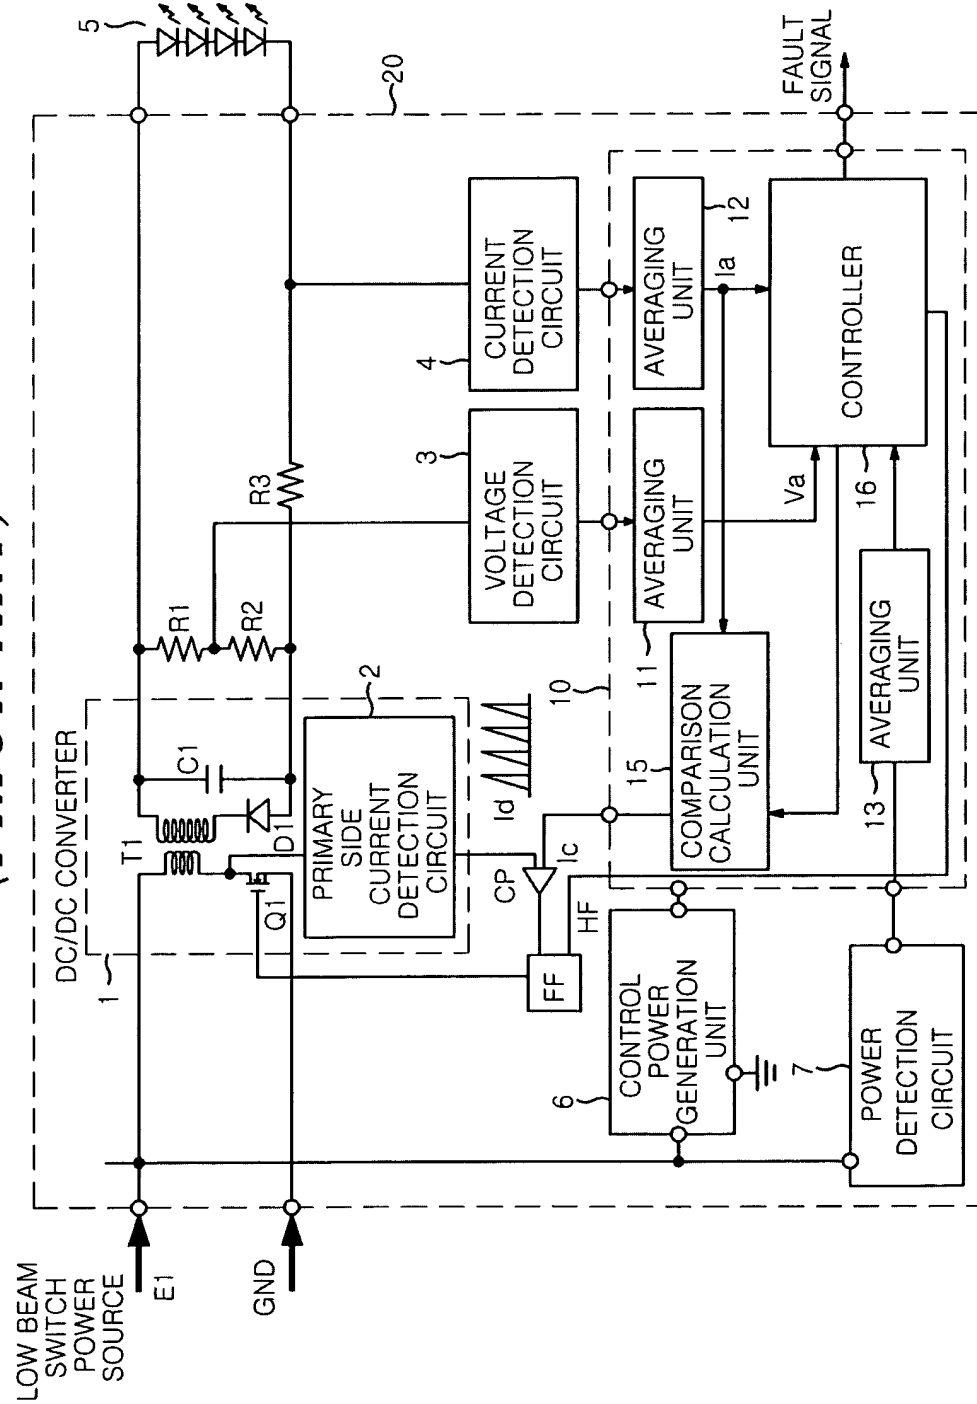 5
20
FAULT
SIGNAL
DC/DC CONVERTER
1
T1
C1
D1
Q1
R1
R2
R3
PRIMARY
SIDE
CURRENT
DETECTION
CIRCUIT
2
VOLTAGE
DETECTION
CIRCUIT
3
CURRENT
DETECTION
CIRCUIT
4
Id
CP
Ic
HF
FF
10
AVERAGING
UNIT
11
AVERAGING
UNIT
12
Ia
Va
COMPARISON
CALCULATION
UNIT
15
CONTROLLER
16
AVERAGING
UNIT
13
CONTROL
POWER
GENERATION
UNIT
6
POWER
DETECTION
CIRCUIT
7
LOW BEAM
SWITCH
POWER
SOURCE
E1
GND